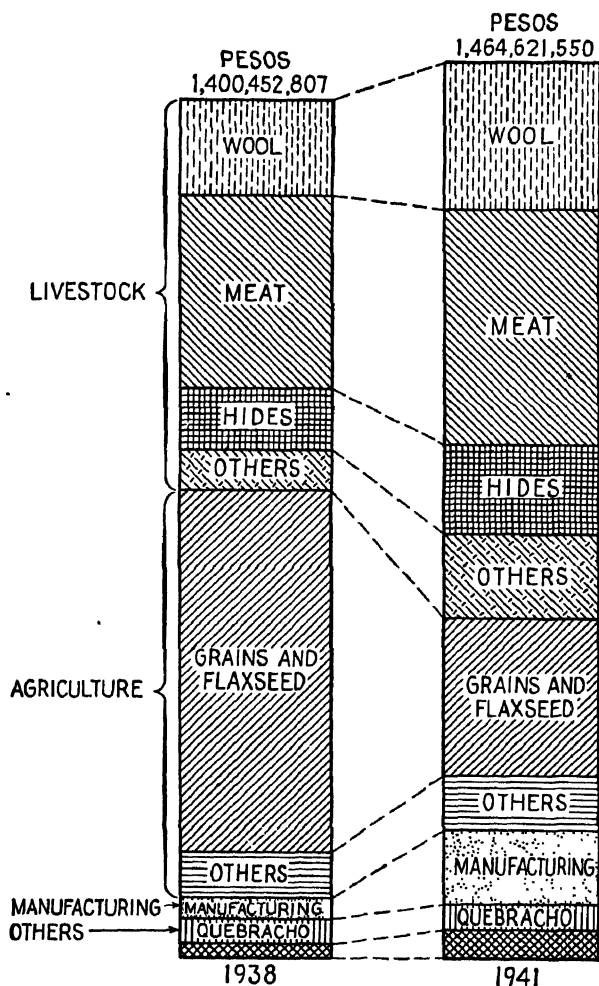 PESOS
1,400,452,807
PESOS
1,464,621,550
LIVESTOCK
AGRICULTURE
MANUFACTURING
OTHERS
WOOL
MEAT
HIDES
OTHERS
GRAINS AND
FLAXSEED
OTHERS
MANUFACTURING
QUEBRACHO
1938
WOOL
MEAT
HIDES
OTHERS
GRAINS AND
FLAXSEED
OTHERS
MANUFACTURING
QUEBRACHO
1941